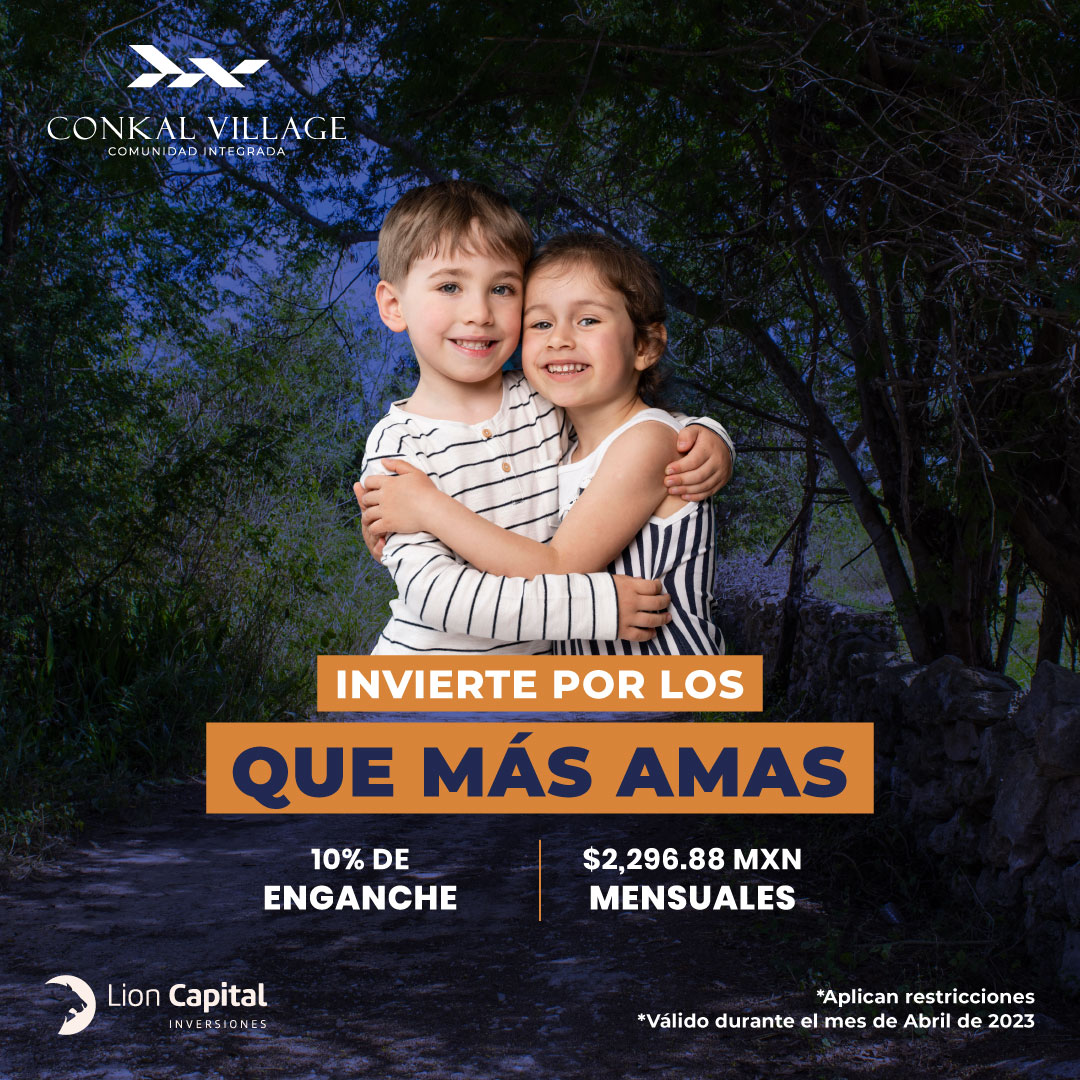 CONKAL VILLAGE
COMUNIDAD INTEGRADA
INVIERTE POR LOS
QUE MÁS AMAS
10% DE
ENGANCHE
$2,296.88 MXN
MENSUALES
Lion Capital
INVERSIONES
*Aplican restricciones
*Válido durante el mes de Abril de 2023